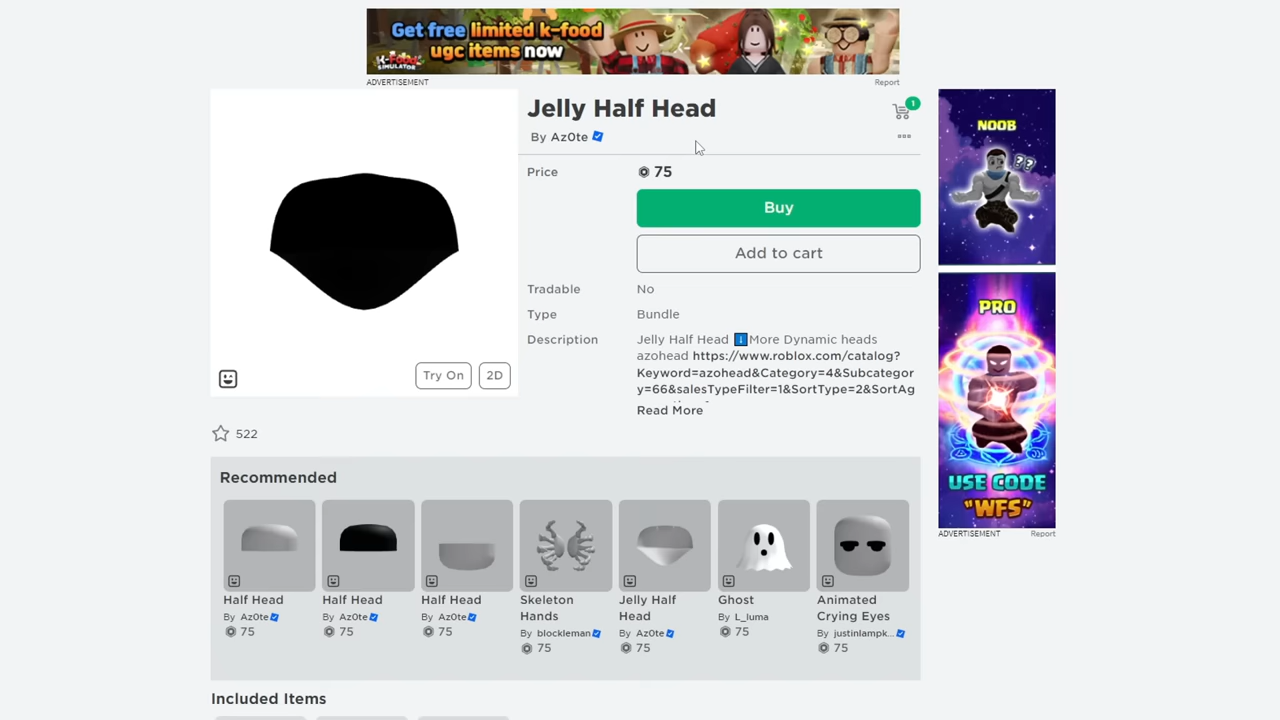 Get free limited k-food
ugc items now
K-FOOD
SIMULATOR
ADVERTISEMENT
Report
Jelly Half Head
1
By Az0te
Price
75
Buy
Add to cart
Tradable
No
Type
Bundle
Description
Jelly Half Head ⬇️More Dynamic heads
azohead https://www.roblox.com/catalog?
Keyword=azohead&Category=4&Subcategor
y=66&salesTypeFilter=1&SortType=2&SortAg
Read More
Try On
2D
522
NOOB
??
PRO
USE CODE
"WFS"
ADVERTISEMENT
Report
Recommended
Half Head
By Az0te
75
Half Head
By Az0te
75
Half Head
By Az0te
75
Skeleton
Hands
By blockleman
75
Jelly Half
Head
By Az0te
75
Ghost
By L_luma
75
Animated
Crying Eyes
By justinlampk...
75
Included Items